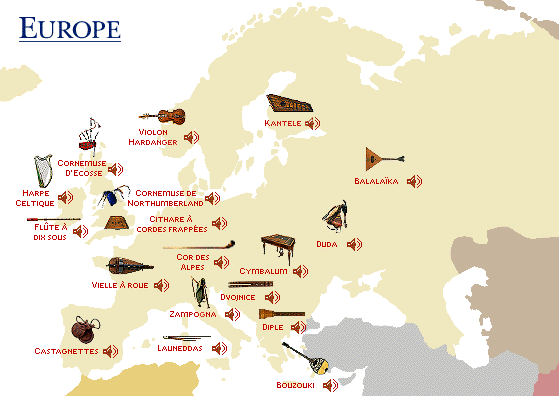 EUROPE
VIOLON
HARDANGER
KANTELE
CORNEMUSE
D'ECOSSE
BALALAÏKA
HARPE
CELTIQUE
CORNEMUSE DE
NORTHUMBERLAND
FLÛTE À
DIX SOUS
CITHARE À
CORDES FRAPPÉES
DUDA
COR DES
ALPES
CYMBALUM
VIELLE À ROUE
DVOJNICE
ZAMPOGNA
DIPLE
CASTAGNETTES
LAUNEDDAS
BOUZOUKI